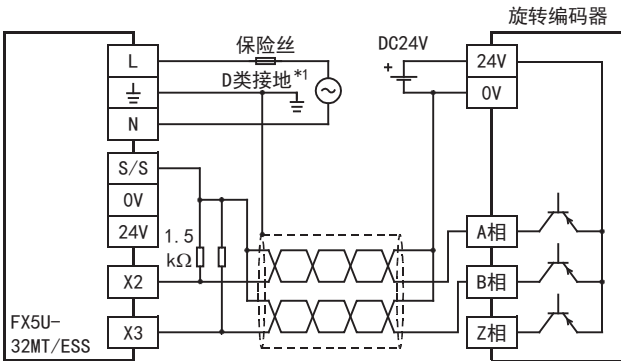 旋转编码器
保险丝
DC24V
L
D类接地*1
24V
0V
N
S/S
0V
24V
1.5
kΩ
A相
X2
B相
FX5U-
32MT/ESS
X3
Z相
+